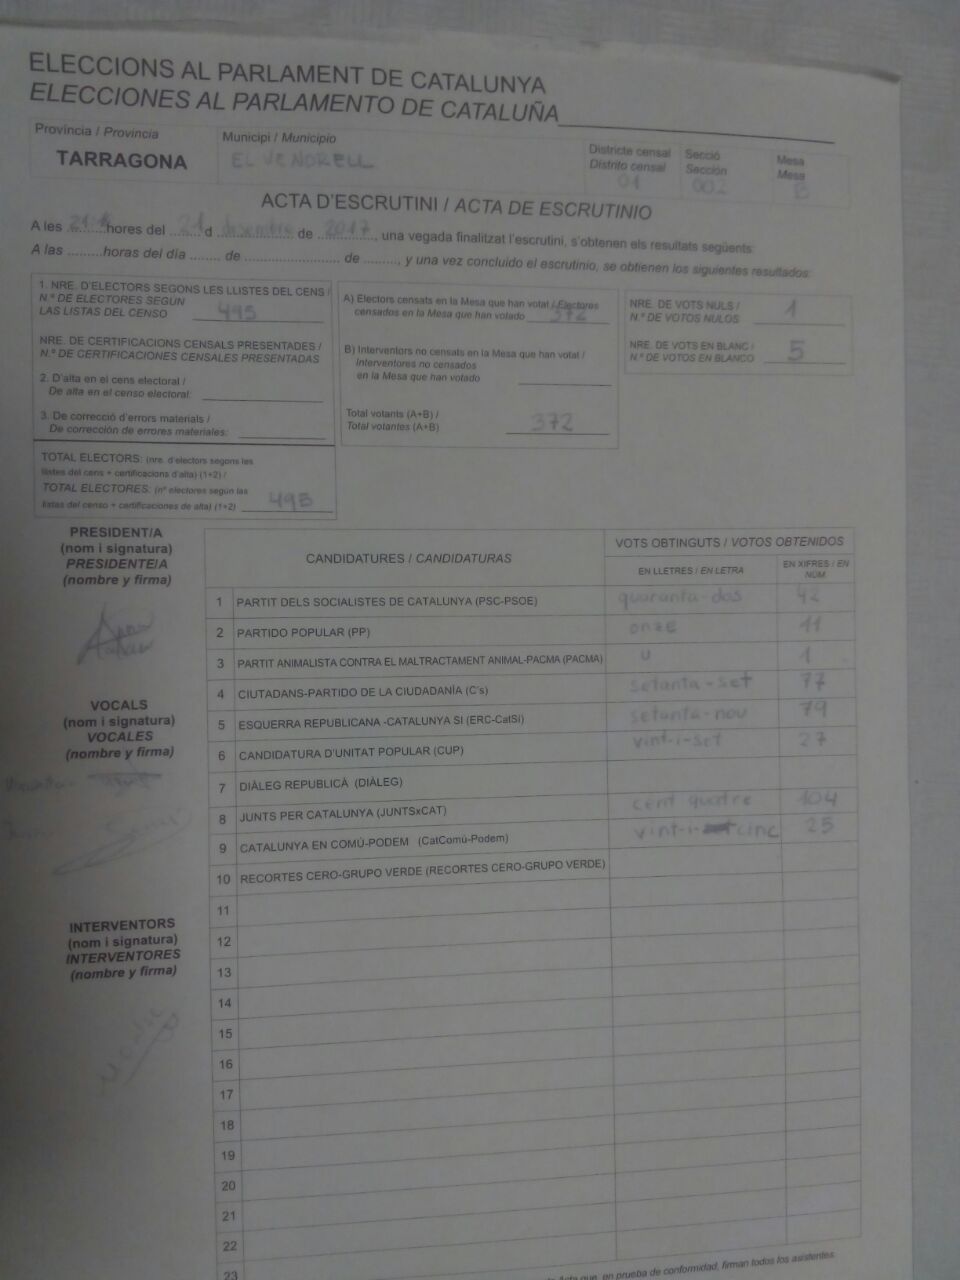 ELECCIONS AL PARLAMENT DE CATALUNYA
ELECCIONES AL PARLAMENTO DE CATALUÑA
Província / Provincia
TARRAGONA
Municipi / Municipio
EL VENDRELL
Districte censal
Distrito censal
01
Secció
Sección
002
Mesa
Mesa
B
ACTA D'ESCRUTINI / ACTA DE ESCRUTINIO
A les ........hores del 21 d desembre de 2017, una vegada finalitzat l'escrutini, s'obtenen els resultats següents:
A las .........horas del día ........ de ........................ de ........., y una vez concluido el escrutinio, se obtienen los siguientes resultados:
1. NRE. D'ELECTORS SEGONS LES LLISTES DEL CENS /
N.º DE ELECTORES SEGÚN
LAS LISTAS DEL CENSO 495
NRE. DE CERTIFICACIONS CENSALS PRESENTADES /
N.º DE CERTIFICACIONES CENSALES PRESENTADAS
2. D'alta en el cens electoral /
De alta en el censo electoral:
3. De correcció d'errors materials /
De corrección de errores materiales:
TOTAL ELECTORS: (nre. d'electors segons les
llistes del cens + certificacions d'alta) (1+2) /
TOTAL ELECTORES: (nº electores según las
listas del censo + certificaciones de alta) (1+2) 495
A) Electors censats en la Mesa que han votat / Electores
censados en la Mesa que han votado 372
B) Interventors no censats en la Mesa que han votat /
Interventores no censados
en la Mesa que han votado
Total votants (A+B) /
Total votantes (A+B) 372
NRE. DE VOTS NULS /
N.º DE VOTOS NULOS 1
NRE. DE VOTS EN BLANC /
N.º DE VOTOS EN BLANCO 5
PRESIDENT/A
(nom i signatura)
PRESIDENTE/A
(nombre y firma)
VOCALS
(nom i signatura)
VOCALES
(nombre y firma)
INTERVENTORS
(nom i signatura)
INTERVENTORES
(nombre y firma)
CANDIDATURES / CANDIDATURAS
VOTS OBTINGUTS / VOTOS OBTENIDOS
EN LLETRES / EN LETRA
EN XIFRES / EN
NÚM
1 PARTIT DELS SOCIALISTES DE CATALUNYA (PSC-PSOE) quaranta-dos 42
2 PARTIDO POPULAR (PP) onze 11
3 PARTIT ANIMALISTA CONTRA EL MALTRACTAMENT ANIMAL-PACMA (PACMA) u 1
4 CIUTADANS-PARTIDO DE LA CIUDADANÍA (C's) setanta-set 77
5 ESQUERRA REPUBLICANA -CATALUNYA SI (ERC-CatSí) setanta-nou 79
6 CANDIDATURA D'UNITAT POPULAR (CUP) vint-i-set 27
7 DIÀLEG REPUBLICÀ (DIÀLEG)
8 JUNTS PER CATALUNYA (JUNTSxCAT) cent quatre 104
9 CATALUNYA EN COMÚ-PODEM (CatComú-Podem) vint-i-cinc 25
10 RECORTES CERO-GRUPO VERDE (RECORTES CERO-GRUPO VERDE)
11
12
13
14
15
16
17
18
19
20
21
22
23
Acta que, en prueba de conformidad, firman todos los asistentes